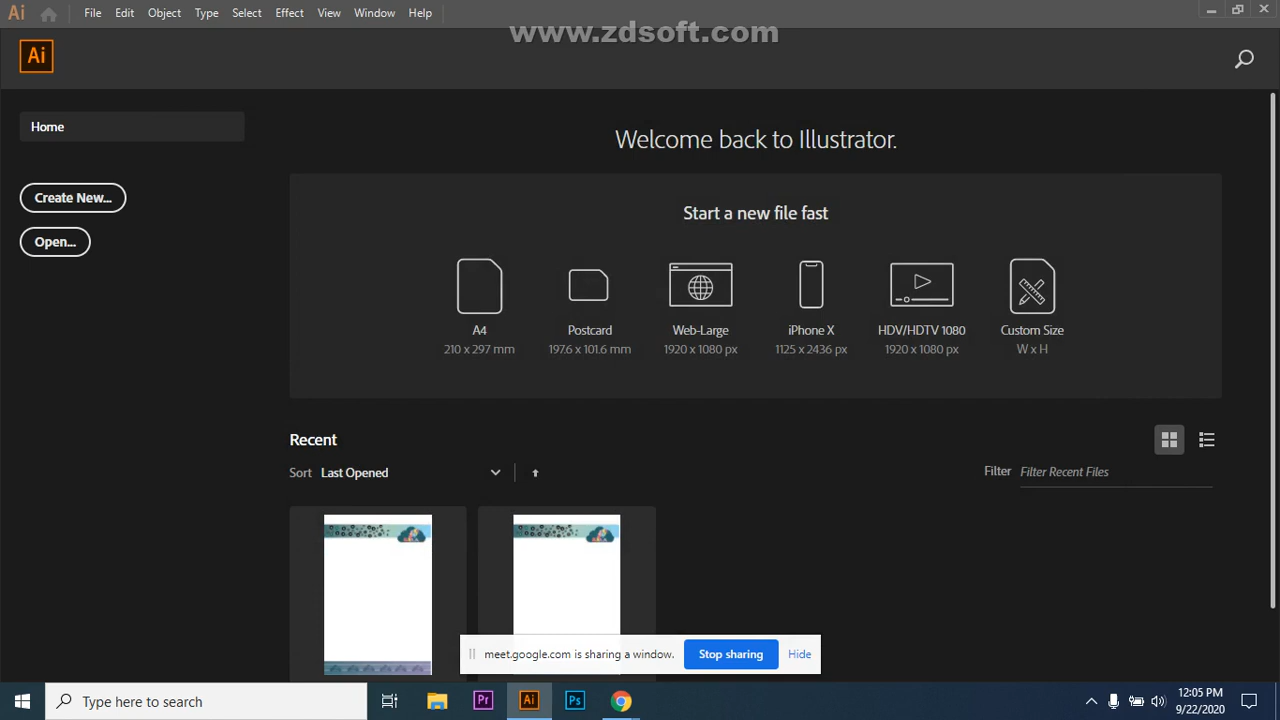 Ai File Edit Object Type Select Effect View Window Help
www.zdsoft.com
Ai
Home
Welcome back to Illustrator.
Create New...
Start a new file fast
Open...
A4 Postcard Web-Large iPhone X HDV/HDTV 1080 Custom Size
210 x 297 mm 197.6 x 101.6 mm 1920 x 1080 px 1125 x 2436 px 1920 x 1080 px W x H
Recent
Sort Last Opened Filter Filter Recent Files
meet.google.com is sharing a window. Stop sharing Hide
Type here to search Pr Ai Ps
12:05 PM
9/22/2020